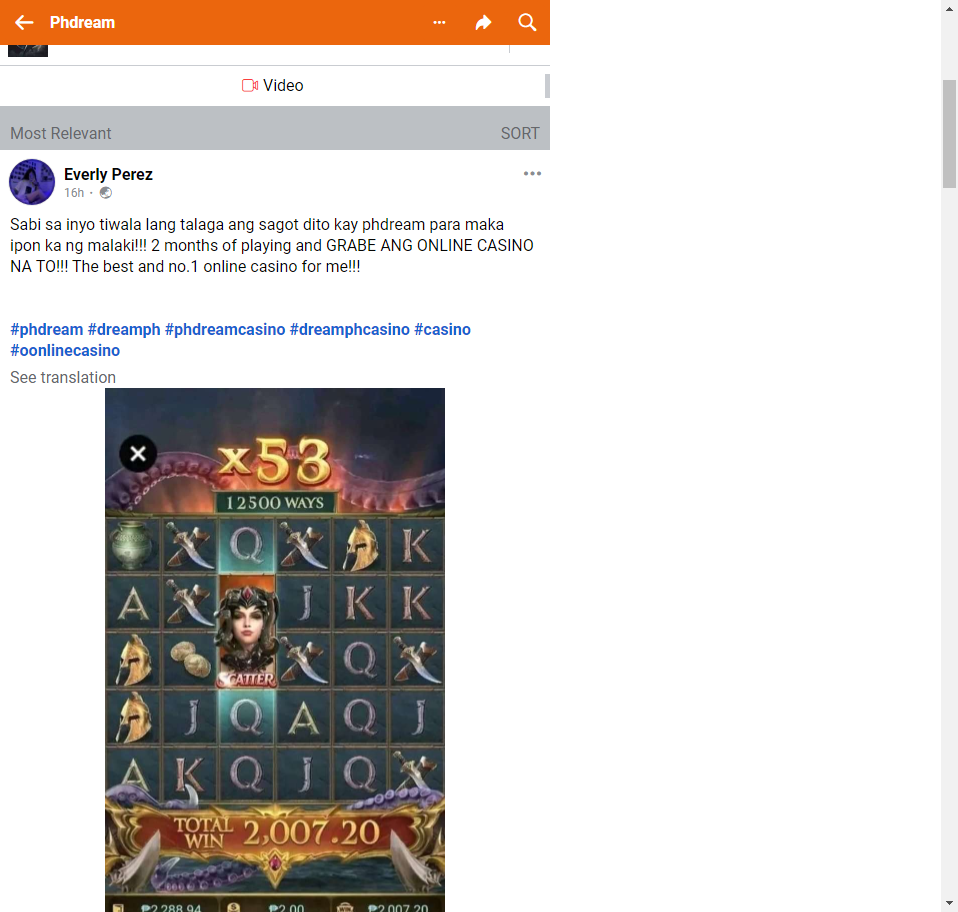 Phdream
Video
Most Relevant
SORT
Everly Perez
16h ·
Sabi sa inyo tiwala lang talaga ang sagot dito kay phdream para maka
ipon ka ng malaki!!! 2 months of playing and GRABE ANG ONLINE CASINO
NA TO!!! The best and no.1 online casino for me!!!
#phdream #dreamph #phdreamcasino #dreamphcasino #casino
#oonlinecasino
See translation
x53
12500 WAYS
Q K
A J K K
SCATTER Q
J Q A Q J
A K Q J Q
TOTAL WIN 2,007.20
₱2,288.94 ₱2.00 ₱2,007.20